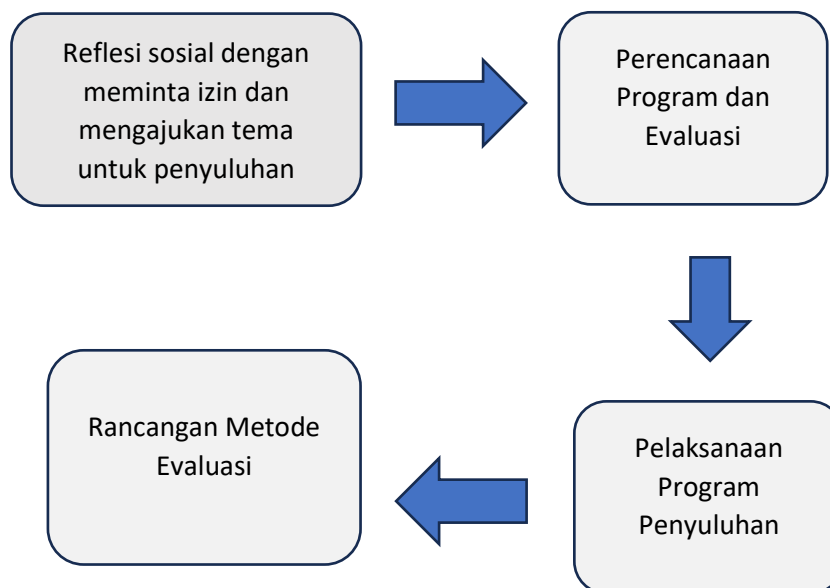 Reflesi sosial dengan
meminta izin dan
mengajukan tema
untuk penyuluhan
Perencanaan
Program dan
Evaluasi
Pelaksanaan
Program
Penyuluhan
Rancangan Metode
Evaluasi